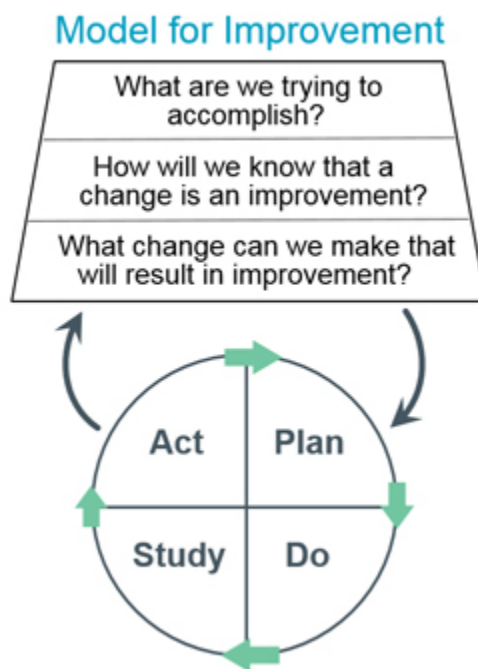 Model for Improvement
What are we trying to
accomplish?
How will we know that a
change is an improvement?
What change can we make that
will result in improvement?
Act
Plan
Study
Do